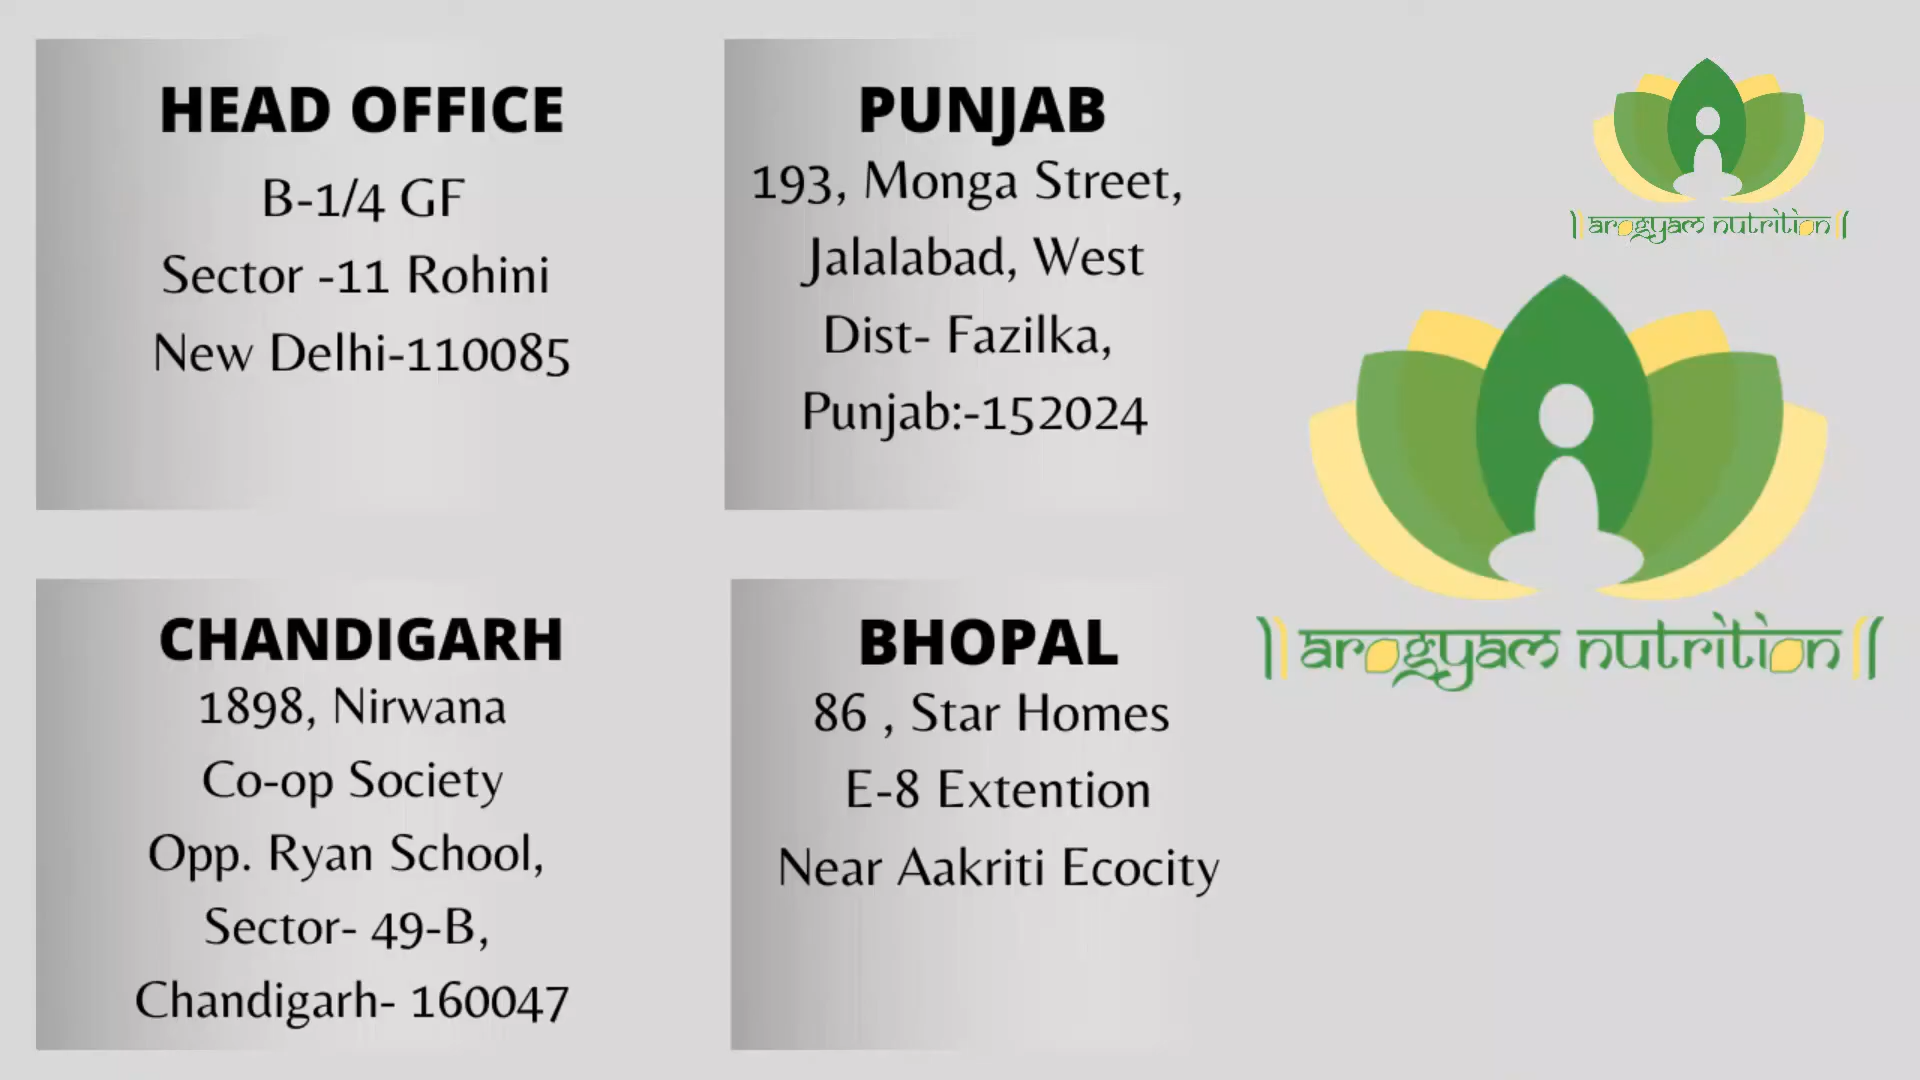 HEAD OFFICE
B-1/4 GF
Sector -11 Rohini
New Delhi-110085
PUNJAB
193, Monga Street,
Jalalabad, West
Dist- Fazilka,
Punjab:-152024
CHANDIGARH
1898, Nirwana
Co-op Society
Opp. Ryan School,
Sector- 49-B,
Chandigarh- 160047
BHOPAL
86 , Star Homes
E-8 Extention
Near Aakriti Ecocity
|| arogyam nutrition ||
|| arogyam nutrition ||